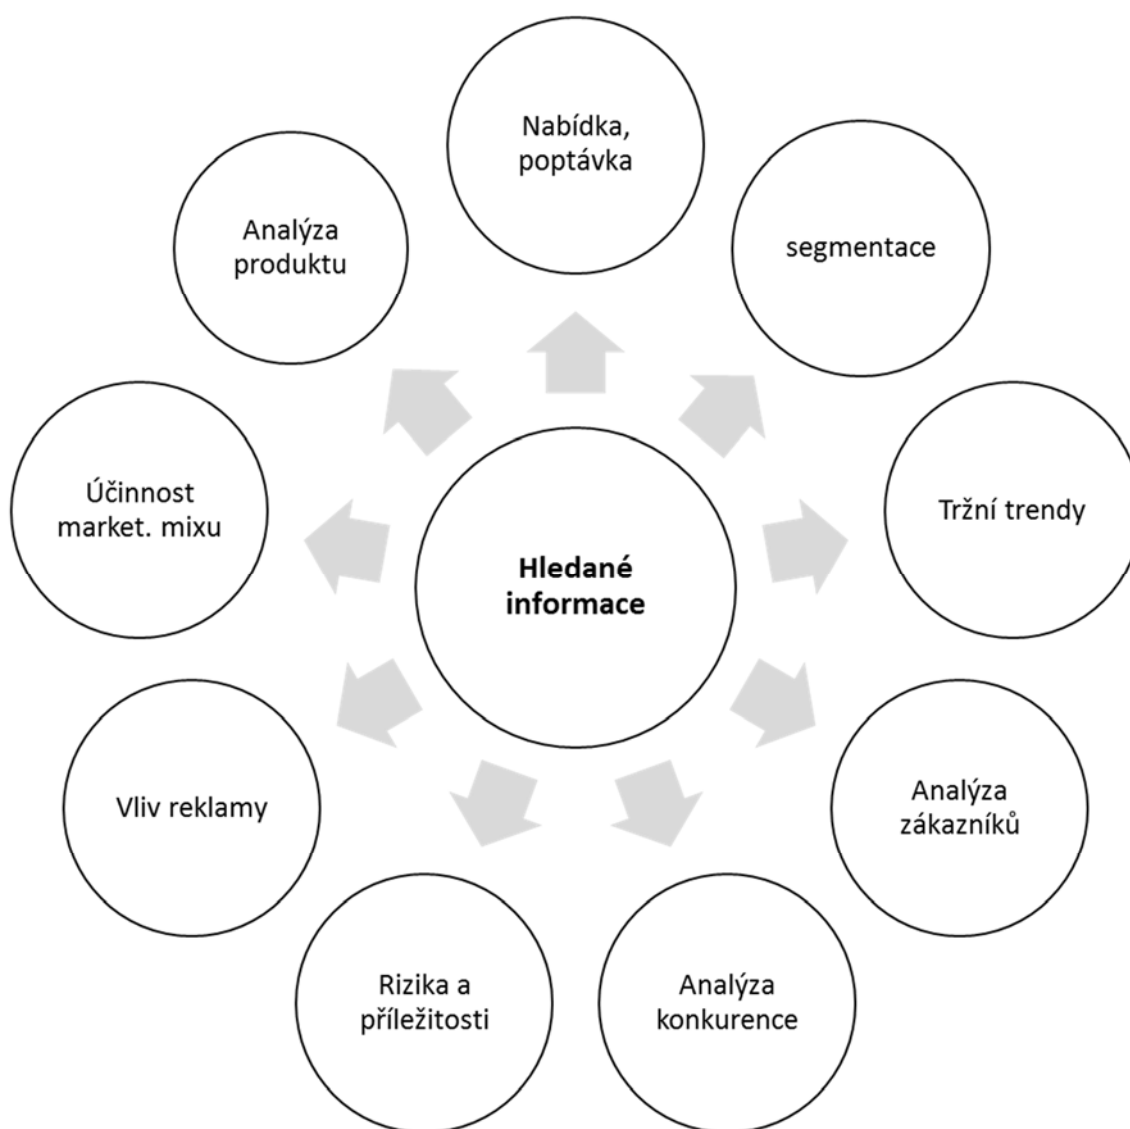 Nabídka,
poptávka
segmentace
Tržní trendy
Analýza
zákazníků
Analýza
konkurence
Rizika a
příležitosti
Vliv reklamy
Účinnost
market. mixu
Analýza
produktu
Hledané
informace